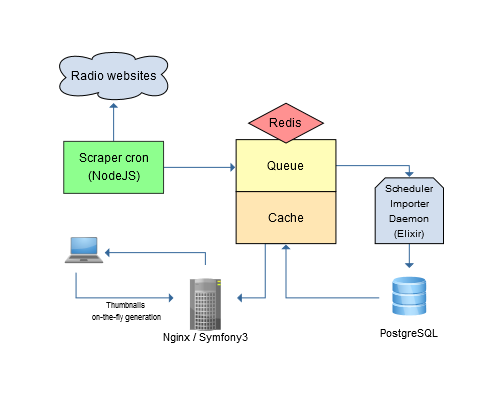 Radio websites
Redis
Scraper cron
(NodeJS)
Queue
Scheduler
Importer
Daemon
(Elixir)
Cache
Thumbnails
on-the-fly generation
Nginx / Symfony3
PostgreSQL